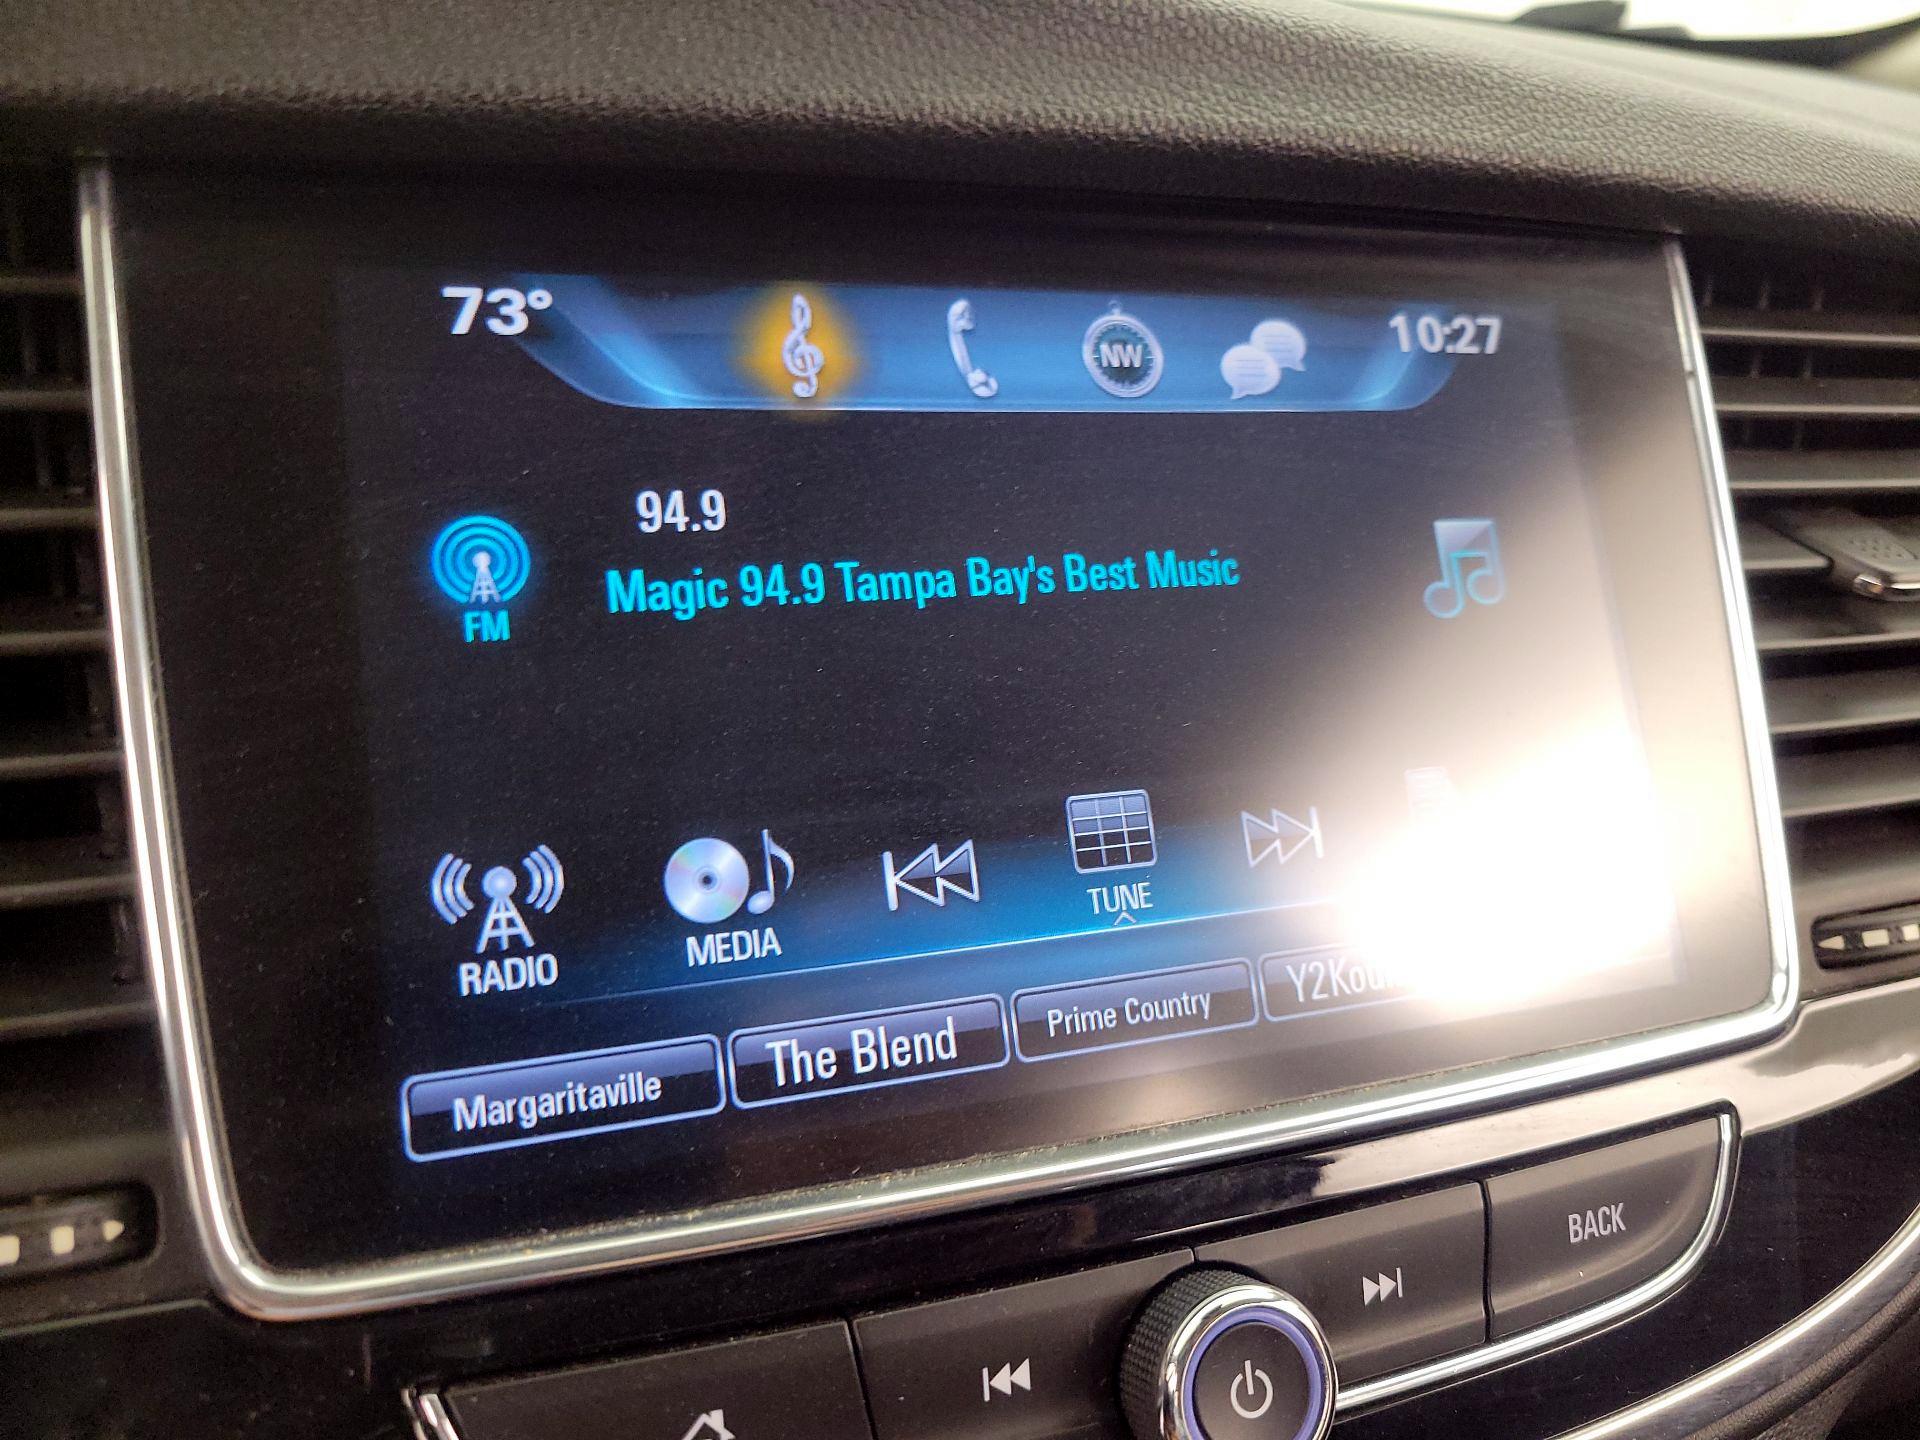 73°
NW
10:27
94.9
FM
Magic 94.9 Tampa Bay's Best Music
RADIO
MEDIA
TUNE
Margaritaville
The Blend
Prime Country
BACK